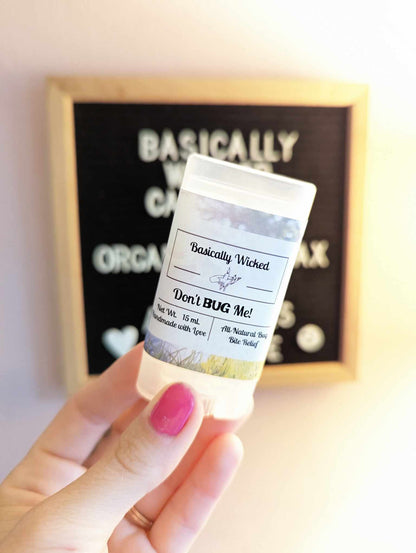 BASICALLY
ORGA AX
Basically Wicked
Don't BUG Me!
Net Wt. 15 ml.
Handmade with Love
All-Natural Bug
Bite Relief